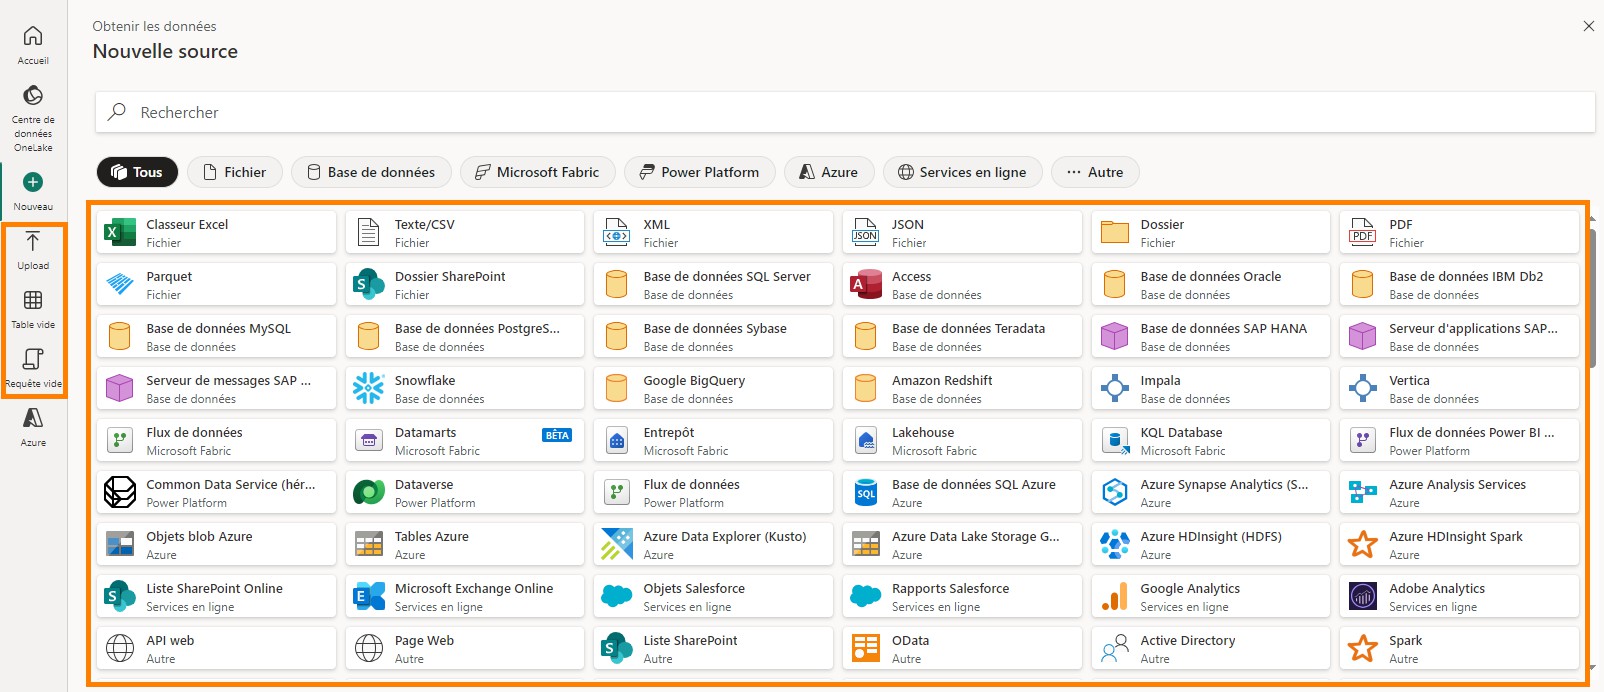 Obtenir les données
Nouvelle source
Accueil
Centre de
données
OneLake
Nouveau
Upload
Table vide
Requête vide
Azure
Rechercher
Tous
Fichier
Base de données
Microsoft Fabric
Power Platform
Azure
Services en ligne
··· Autre
Classeur Excel
Fichier
Texte/CSV
Fichier
XML
Fichier
JSON
JSON
Fichier
Dossier
Fichier
PDF
PDF
Fichier
Parquet
Fichier
Dossier SharePoint
Fichier
Base de données SQL Server
Base de données
Access
Base de données
Base de données Oracle
Base de données
Base de données IBM Db2
Base de données
Base de données MySQL
Base de données
Base de données PostgreS...
Base de données
Base de données Sybase
Base de données
Base de données Teradata
Base de données
Base de données SAP HANA
Base de données
Serveur d'applications SAP...
Base de données
Serveur de messages SAP ...
Base de données
Snowflake
Base de données
Google BigQuery
Base de données
Amazon Redshift
Base de données
Impala
Base de données
Vertica
Base de données
Flux de données
Microsoft Fabric
Datamarts
Microsoft Fabric
BÊTA
Entrepôt
Microsoft Fabric
Lakehouse
Microsoft Fabric
KQL Database
Microsoft Fabric
Flux de données Power BI ...
Power Platform
Common Data Service (hér...
Power Platform
Dataverse
Power Platform
Flux de données
Power Platform
SQL
Base de données SQL Azure
Azure
Azure Synapse Analytics (S...
Azure
Azure Analysis Services
Azure
Objets blob Azure
Azure
Tables Azure
Azure
Azure Data Explorer (Kusto)
Azure
Azure Data Lake Storage G...
Azure
Azure HDInsight (HDFS)
Azure
Azure HDInsight Spark
Azure
Liste SharePoint Online
Services en ligne
Microsoft Exchange Online
Services en ligne
Objets Salesforce
Services en ligne
Rapports Salesforce
Services en ligne
Google Analytics
Services en ligne
Adobe Analytics
Services en ligne
API web
Autre
Page Web
Autre
Liste SharePoint
Autre
OData
Autre
Active Directory
Autre
Spark
Autre